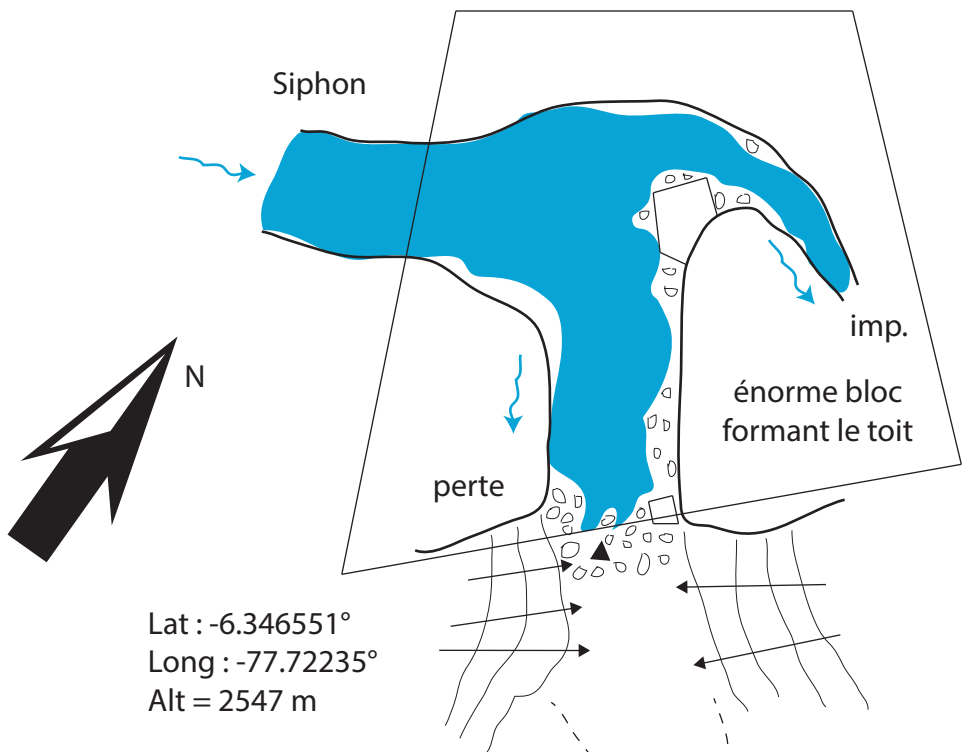 Siphon
N
imp.
énorme bloc
formant le toit
perte
Lat : -6.346551°
Long : -77.72235°
Alt = 2547 m